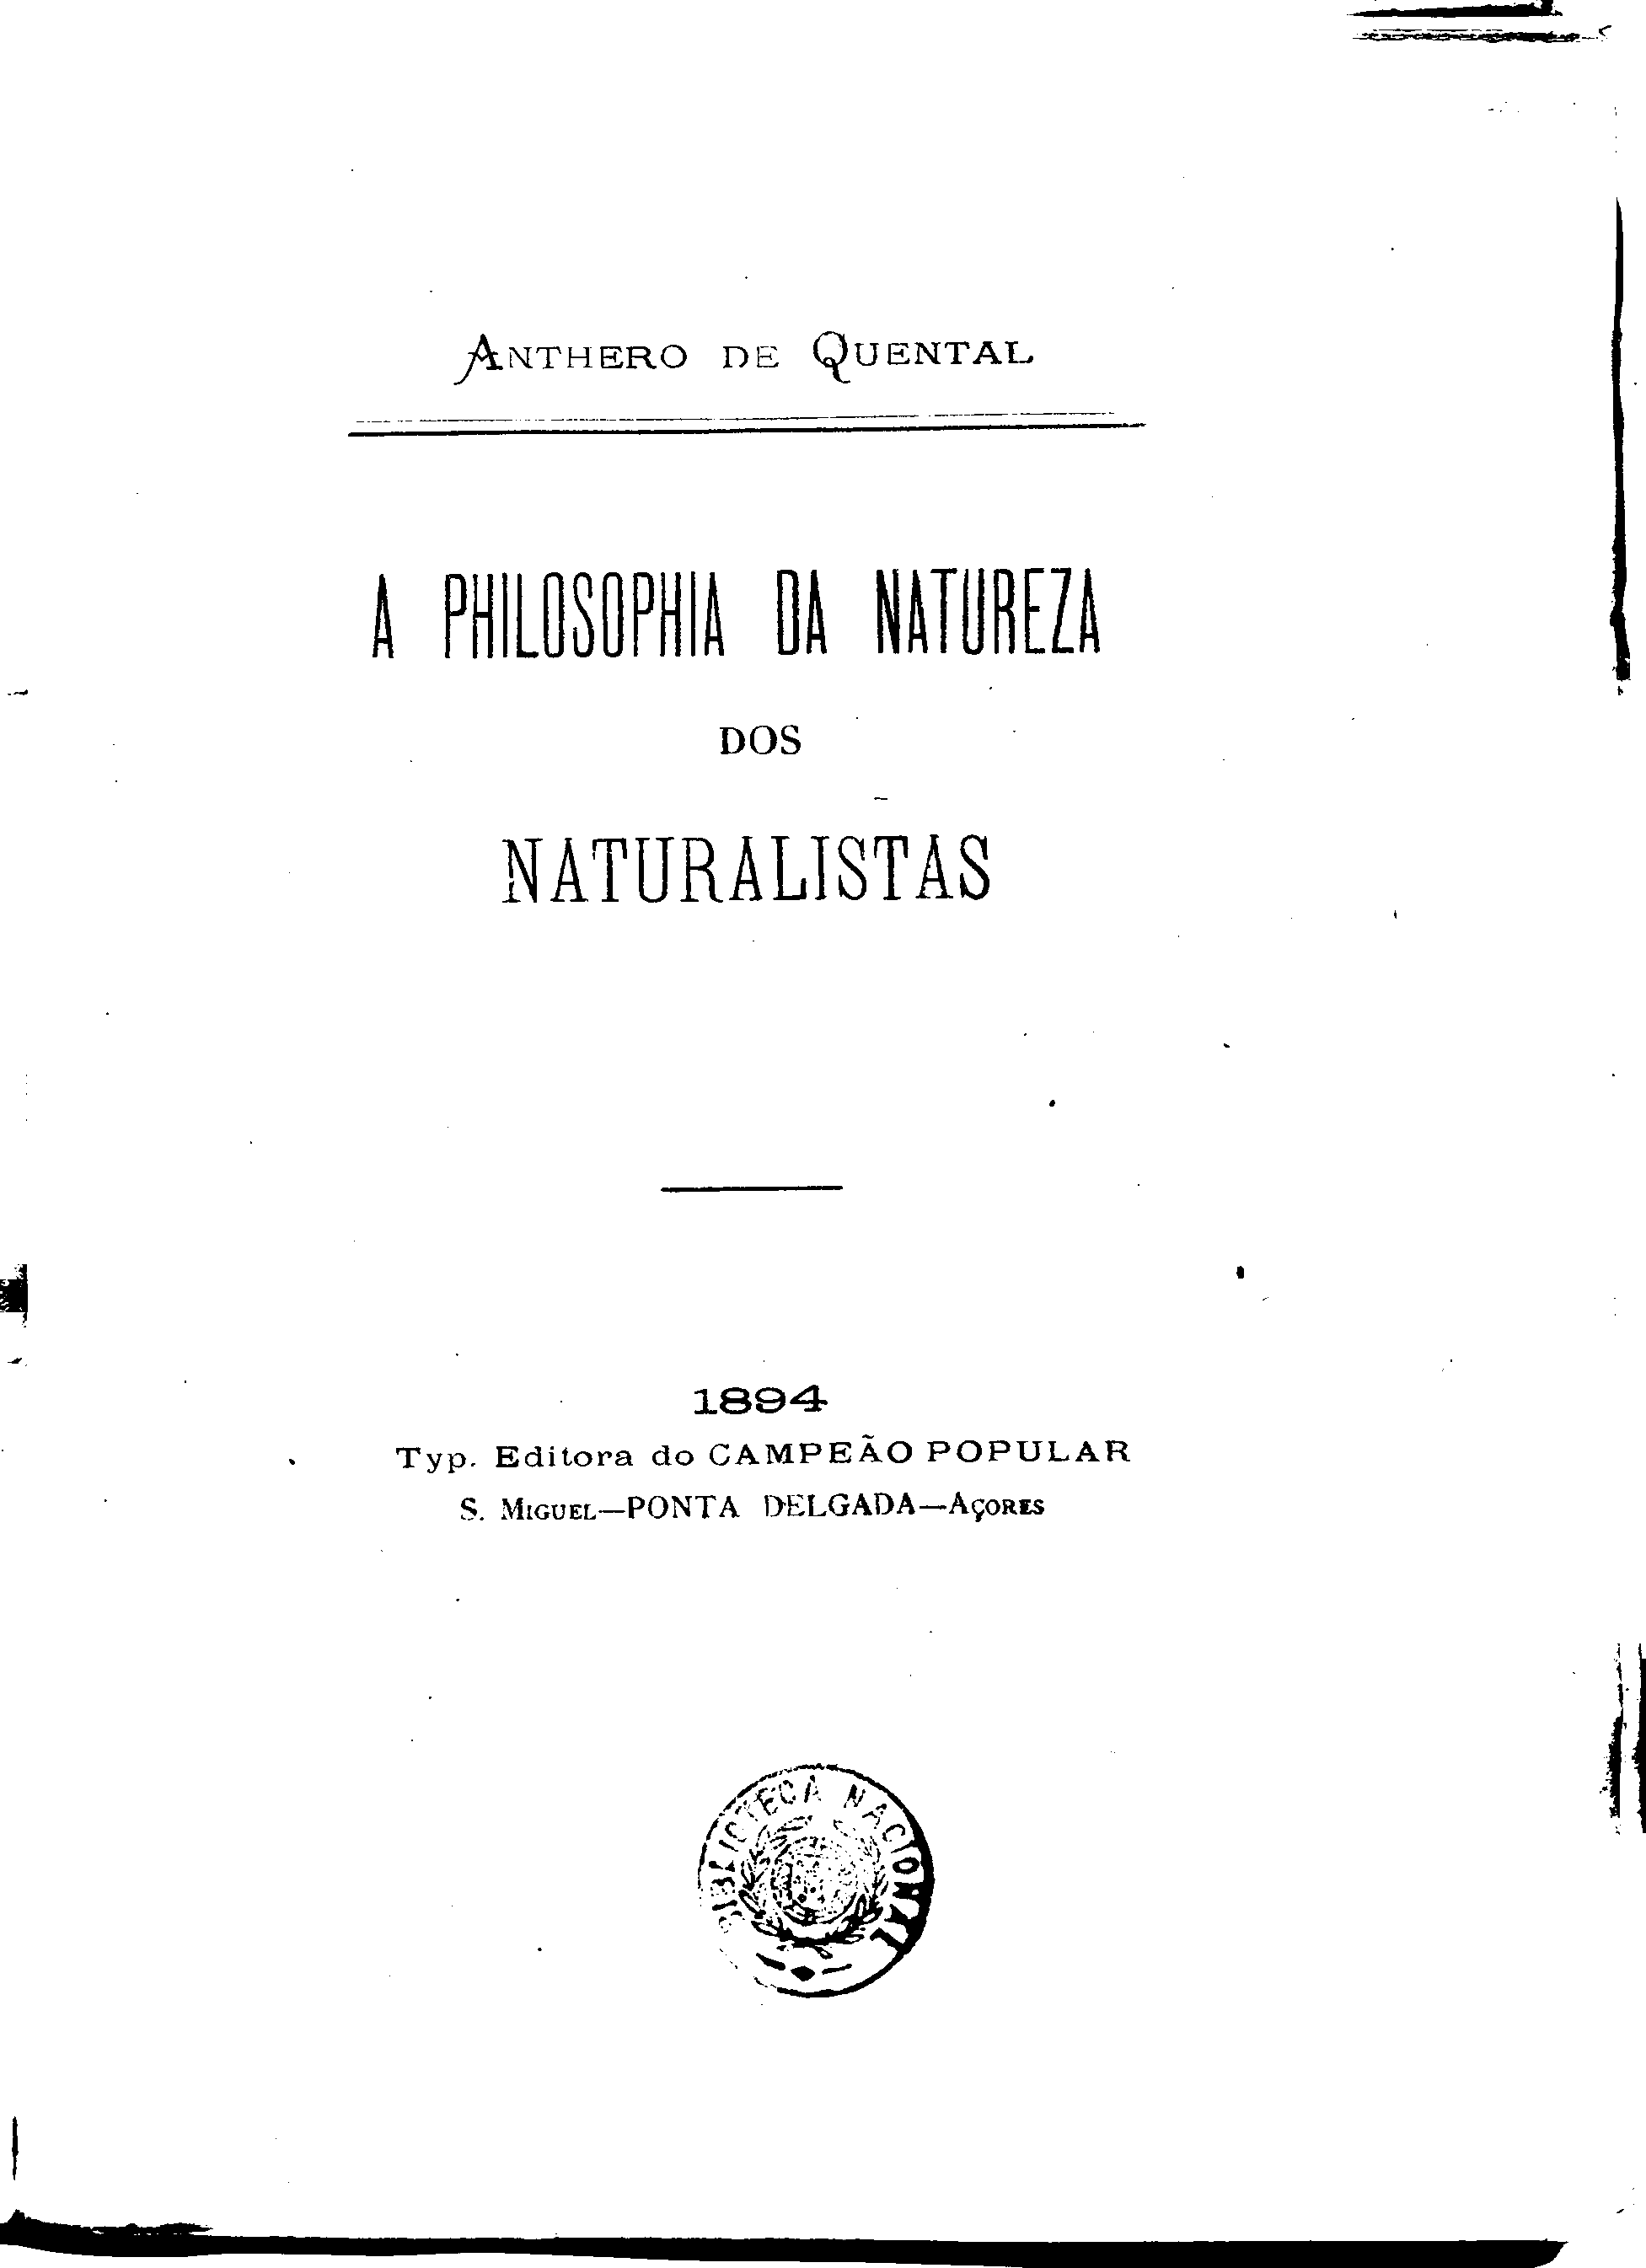 ANTHERO DE QUENTAL
A PHILOSOPHIA DA NATUREZA
DOS
NATURALISTAS
1894
Typ. Editora do CAMPEÃO POPULAR
S. MIGUEL—PONTA DELGADA—AÇORES
BIBLIOTECA NACIONAL